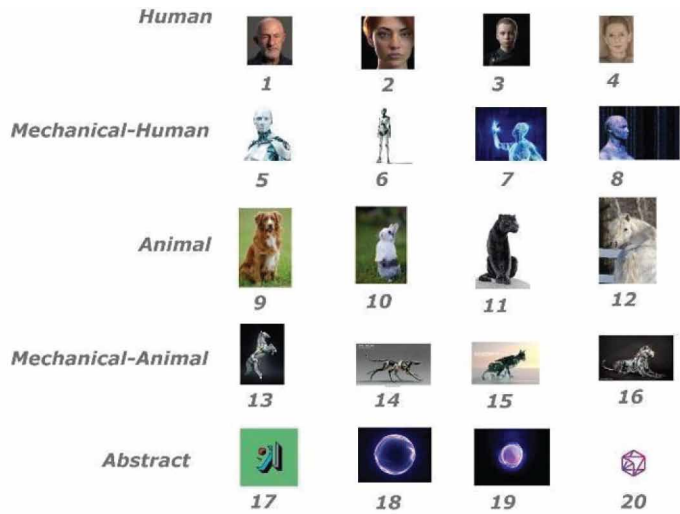 Human
1 2 3 4
Mechanical-Human
5 6 7 8
Animal
9 10 11 12
Mechanical-Animal
13 14 15 16
Abstract
17 18 19 20